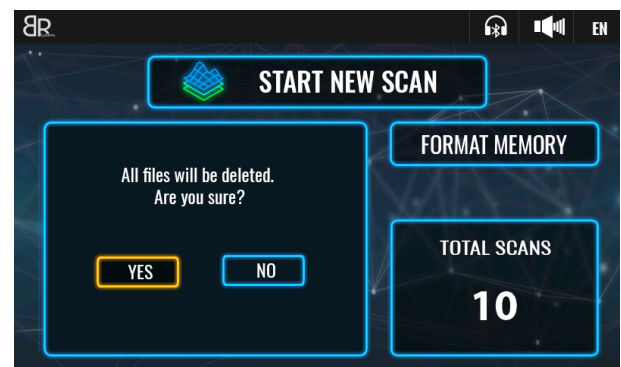 BR
EN
START NEW SCAN
All files will be deleted.
Are you sure?
YES
NO
FORMAT MEMORY
TOTAL SCANS
10